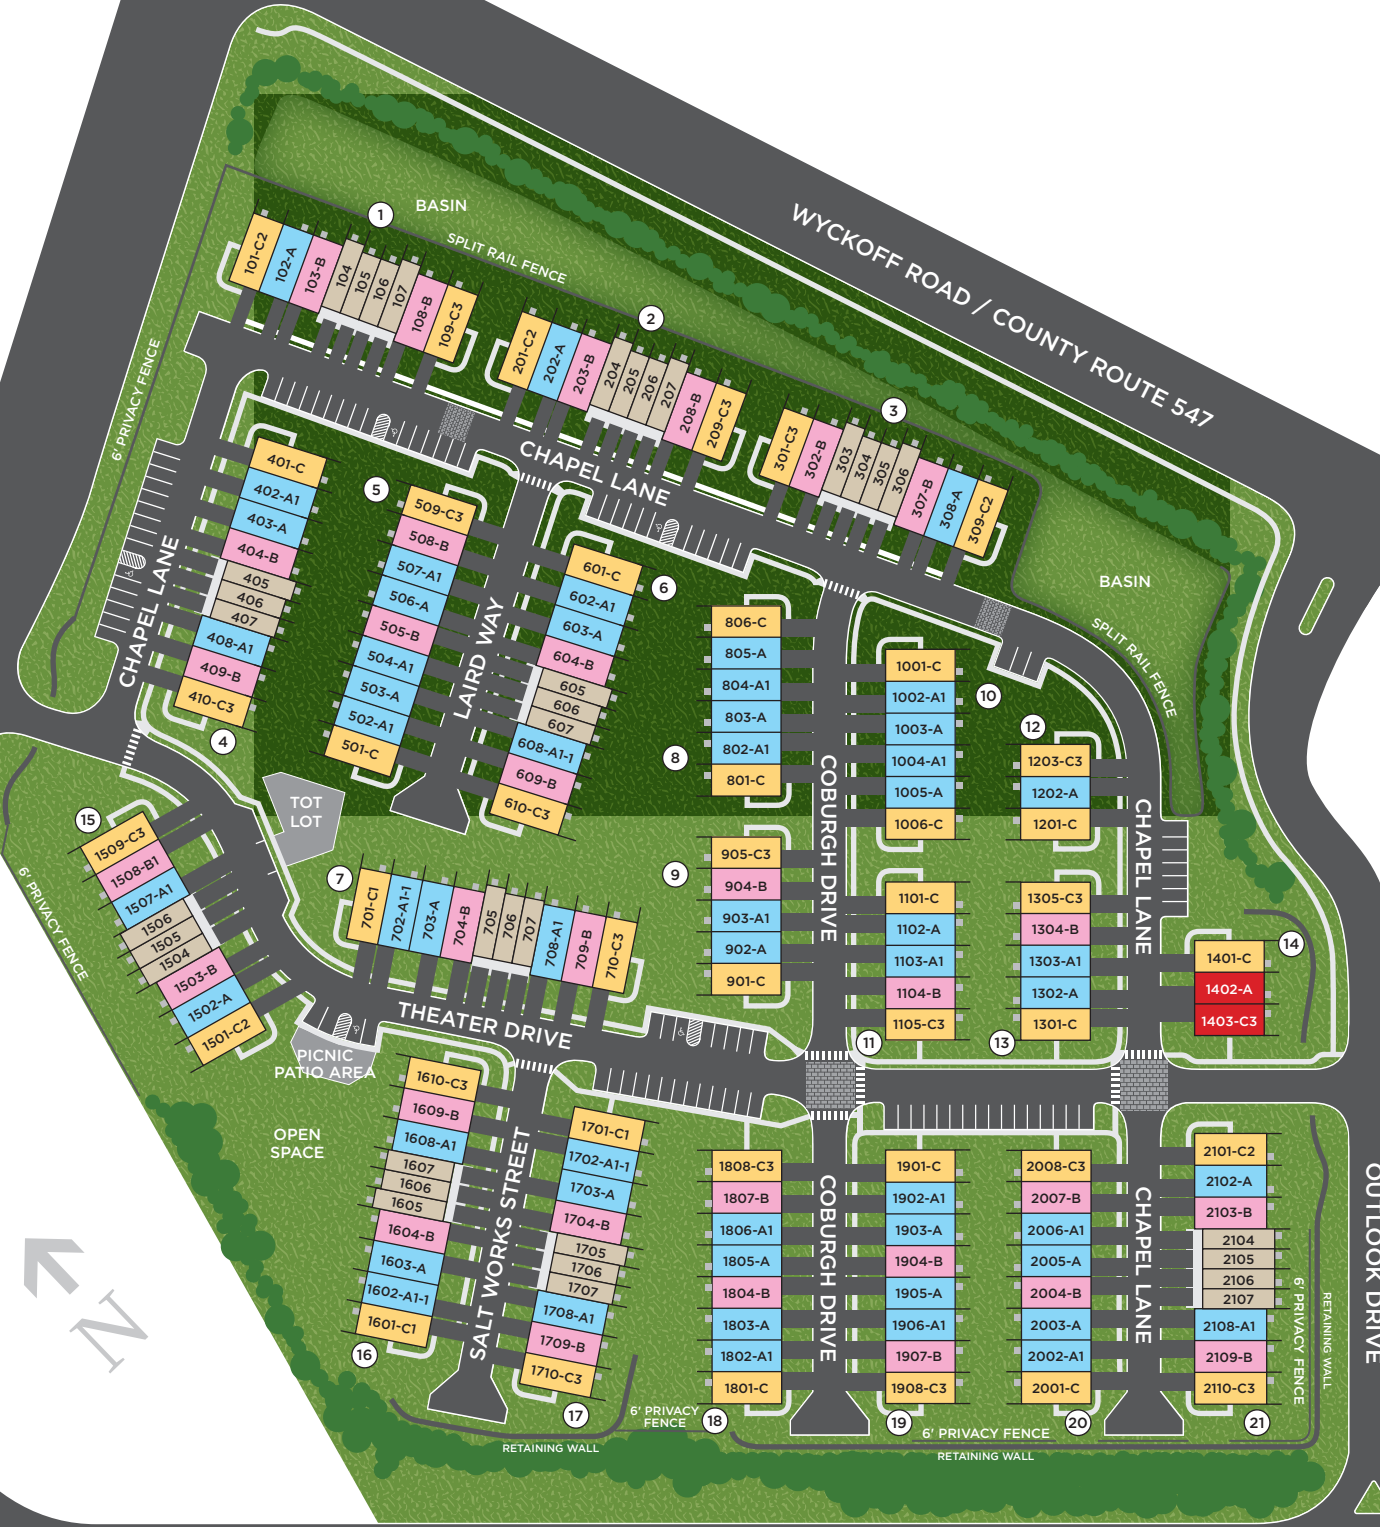 WYCKOFF ROAD / COUNTY ROUTE 547
BASIN
SPLIT RAIL FENCE
1
101-C2
102-A
103-B
104
105
106
107
108-B
109-C3
2
201-C2
202-A
203-B
204
205
206
207
208-B
209-C3
3
301-C3
302-B
303
304
305
306
307-B
308-A
309-C2
6' PRIVACY FENCE
CHAPEL LANE
BASIN
SPLIT RAIL FENCE
CHAPEL LANE
401-C
402-A1
403-A
404-B
405
406
407
408-A1
409-B
410-C3
4
5
509-C3
508-B
507-A1
506-A
505-B
504-A1
503-A
502-A1
501-C
LAIRD WAY
6
601-C
602-A1
603-A
604-B
605
606
607
608-A1-1
609-B
610-C3
806-C
805-A
804-A1
803-A
802-A1
801-C
8
COBURGH DRIVE
1001-C
1002-A1
1003-A
1004-A1
1005-A
1006-C
10
12
1203-C3
1202-A
1201-C
CHAPEL LANE
TOT
LOT
15
1509-C3
1508-B1
1507-A1
1506
1505
1504
1503-B
1502-A
1501-C2
6' PRIVACY FENCE
7
701-C1
702-A1-1
703-A
704-B
705
706
707
708-A1
709-B
710-C3
9
905-C3
904-B
903-A1
902-A
901-C
1101-C
1102-A
1103-A1
1104-B
1105-C3
11
1305-C3
1304-B
1303-A1
1302-A
1301-C
13
14
1401-C
1402-A
1403-C3
THEATER DRIVE
PICNIC
PATIO AREA
OPEN
SPACE
1610-C3
1609-B
1608-A1
1607
1606
1605
1604-B
1603-A
1602-A1-1
1601-C1
16
SALT WORKS STREET
1701-C1
1702-A1-1
1703-A
1704-B
1705
1706
1707
1708-A1
1709-B
1710-C3
17
1808-C3
1807-B
1806-A1
1805-A
1804-B
1803-A
1802-A1
1801-C
18
COBURGH DRIVE
1901-C
1902-A1
1903-A
1904-B
1905-A
1906-A1
1907-B
1908-C3
19
2008-C3
2007-B
2006-A1
2005-A
2004-B
2003-A
2002-A1
2001-C
20
CHAPEL LANE
2101-C2
2102-A
2103-B
2104
2105
2106
2107
2108-A1
2109-B
2110-C3
21
6' PRIVACY FENCE
RETAINING WALL
OUTLOOK DRIVE
6' PRIVACY
FENCE
6' PRIVACY FENCE
RETAINING WALL
RETAINING WALL
N